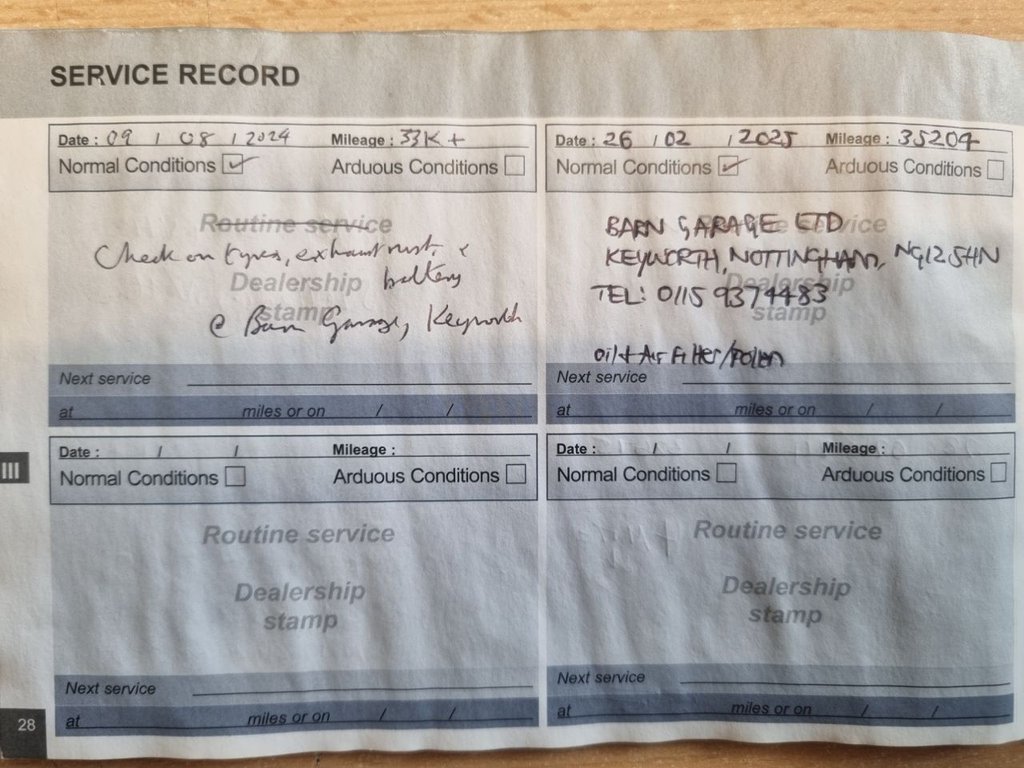 SERVICE RECORD
Date : 09 / 08 / 2024 Mileage : 33K+
Normal Conditions Arduous Conditions
Routine service
Check on tyres, exhaust rust, &
battery
Dealership
stamp
@ Barn Garage, Keyworth
Next service
at miles or on / /
Date : 26 / 02 / 2025 Mileage : 35204
Normal Conditions Arduous Conditions
Routine service
BARN GARAGE LTD
KEYWORTH, NOTTINGHAM, NG12 5HN
Dealership
TEL: 0115 9374483
stamp
Oil + Air Filter/Polen
Next service
at miles or on / /
Date : / / Mileage :
Normal Conditions Arduous Conditions
Routine service
Dealership
stamp
Next service
at miles or on / /
Date : / / Mileage :
Normal Conditions Arduous Conditions
Routine service
Dealership
stamp
Next service
at miles or on / /
III
28